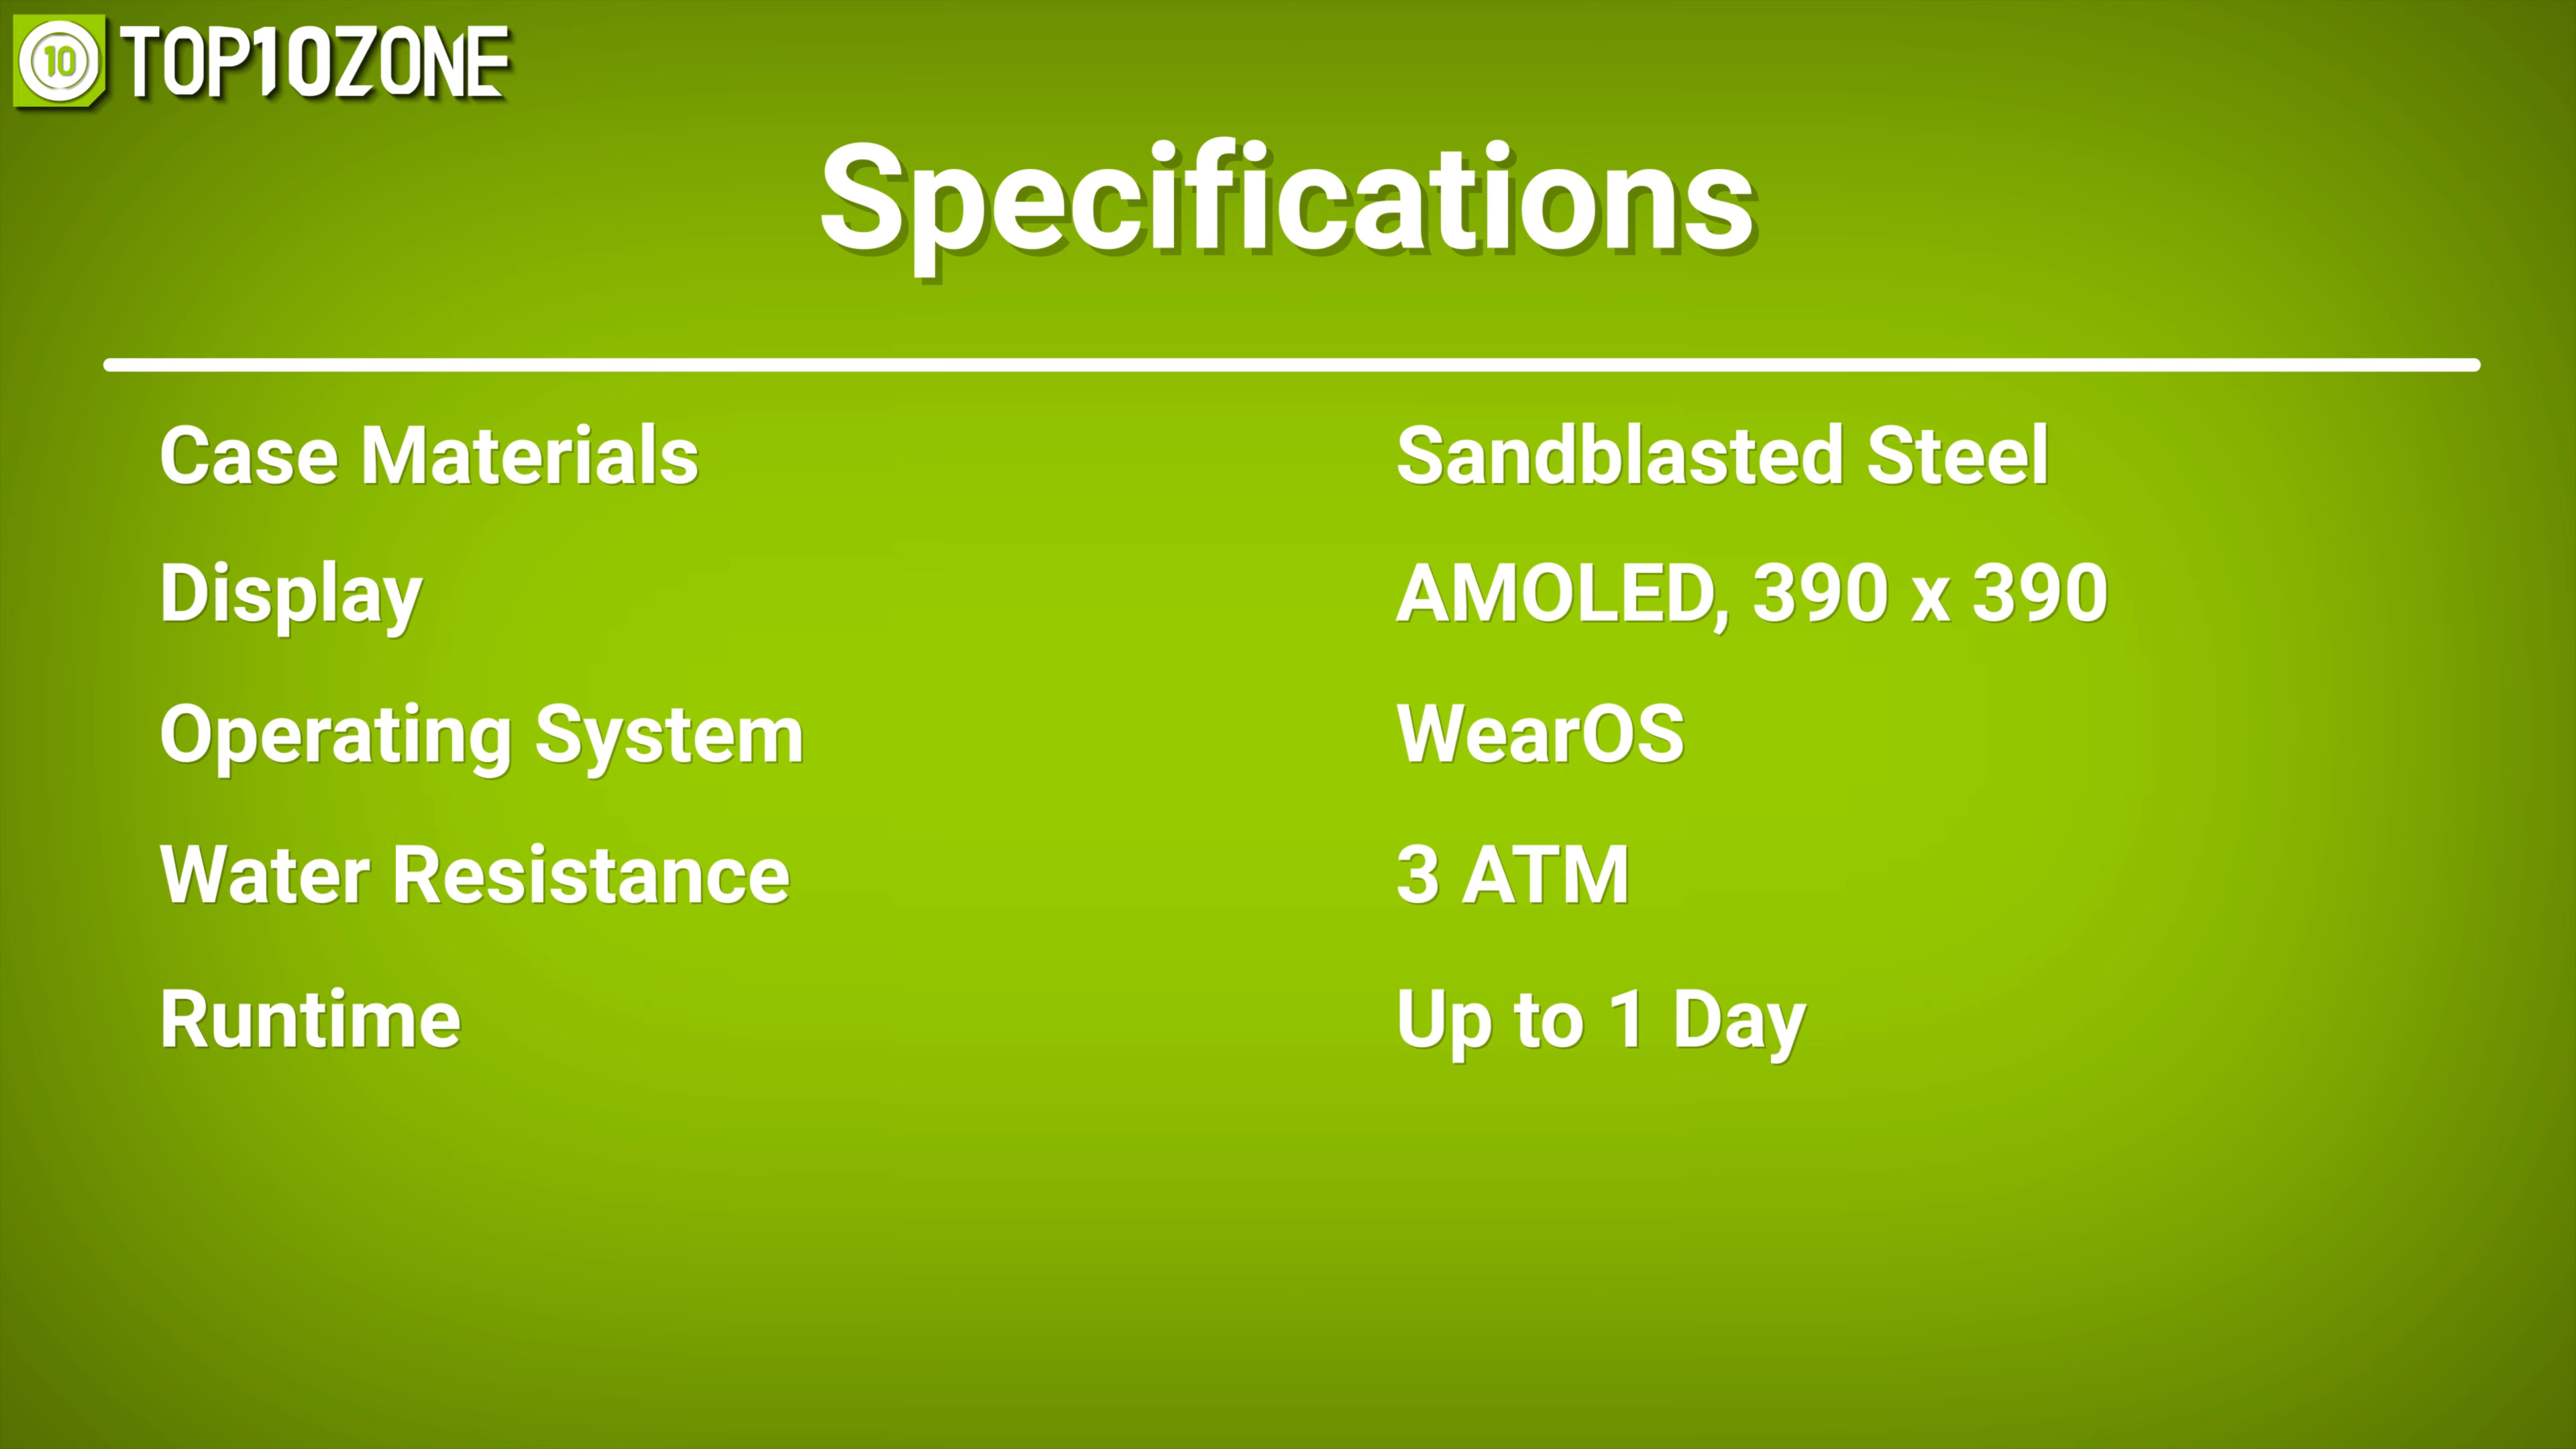 10 TOP10ZONE
Specifications
Case Materials Sandblasted Steel
Display AMOLED, 390 x 390
Operating System WearOS
Water Resistance 3 ATM
Runtime Up to 1 Day